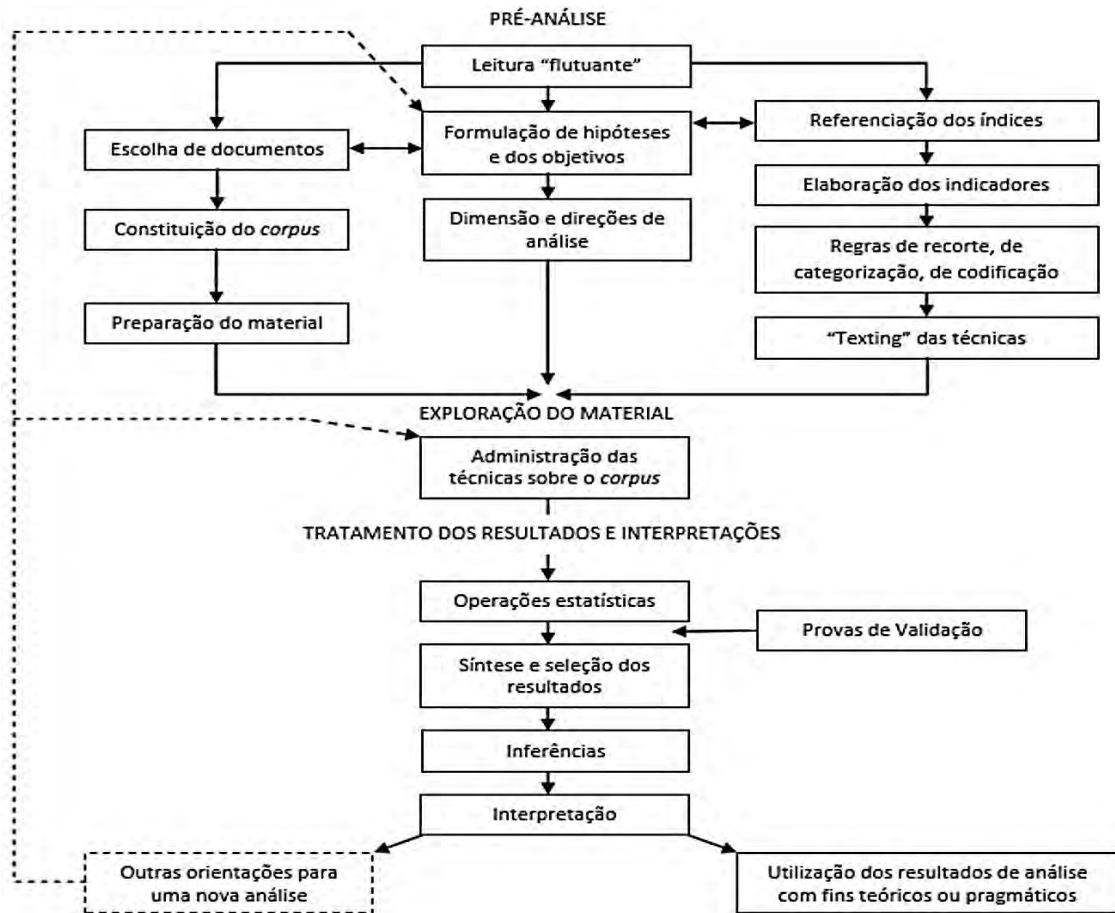 PRÉ-ANÁLISE
Leitura “flutuante”
Escolha de documentos
Constituição do corpus
Preparação do material
Formulação de hipóteses
e dos objetivos
Dimensão e direções de
análise
Referenciação dos índices
Elaboração dos indicadores
Regras de recorte, de
categorização, de codificação
“Texting” das técnicas
EXPLORAÇÃO DO MATERIAL
Administração das
técnicas sobre o corpus
TRATAMENTO DOS RESULTADOS E INTERPRETAÇÕES
Operações estatísticas
Provas de Validação
Síntese e seleção dos
resultados
Inferências
Interpretação
Outras orientações para
uma nova análise
Utilização dos resultados de análise
com fins teóricos ou pragmáticos